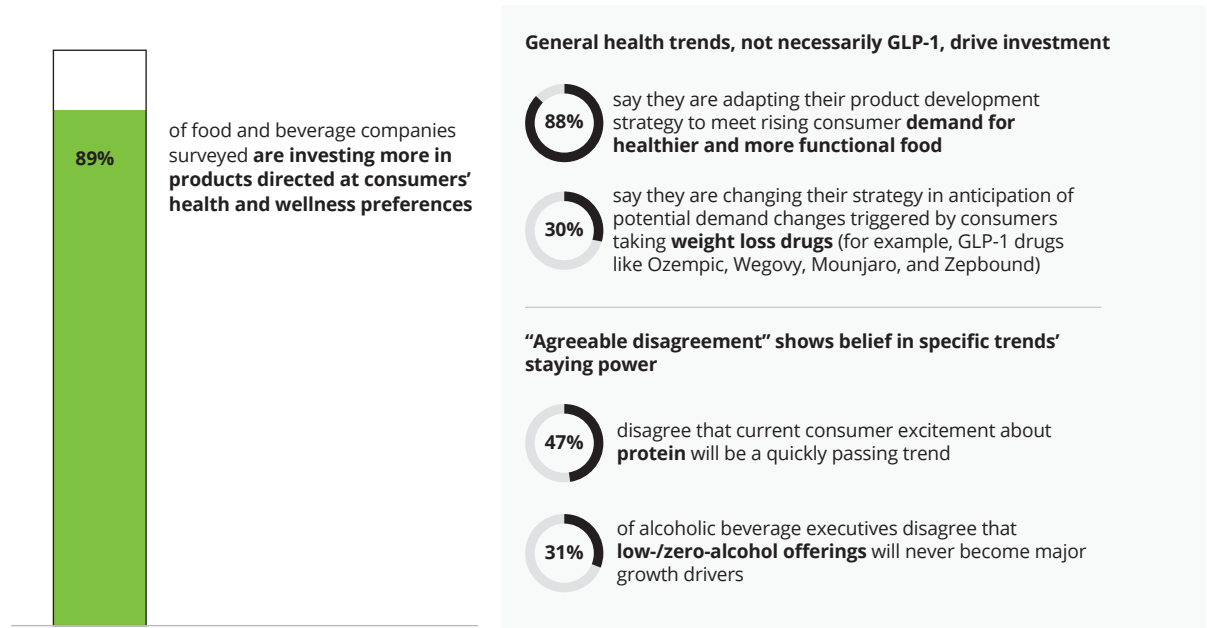 89%
of food and beverage companies
surveyed are investing more in
products directed at consumers’
health and wellness preferences
General health trends, not necessarily GLP-1, drive investment
88%
say they are adapting their product development
strategy to meet rising consumer demand for
healthier and more functional food
30%
say they are changing their strategy in anticipation of
potential demand changes triggered by consumers
taking weight loss drugs (for example, GLP-1 drugs
like Ozempic, Wegovy, Mounjaro, and Zepbound)
“Agreeable disagreement” shows belief in specific trends’
staying power
47%
disagree that current consumer excitement about
protein will be a quickly passing trend
31%
of alcoholic beverage executives disagree that
low-/zero-alcohol offerings will never become major
growth drivers